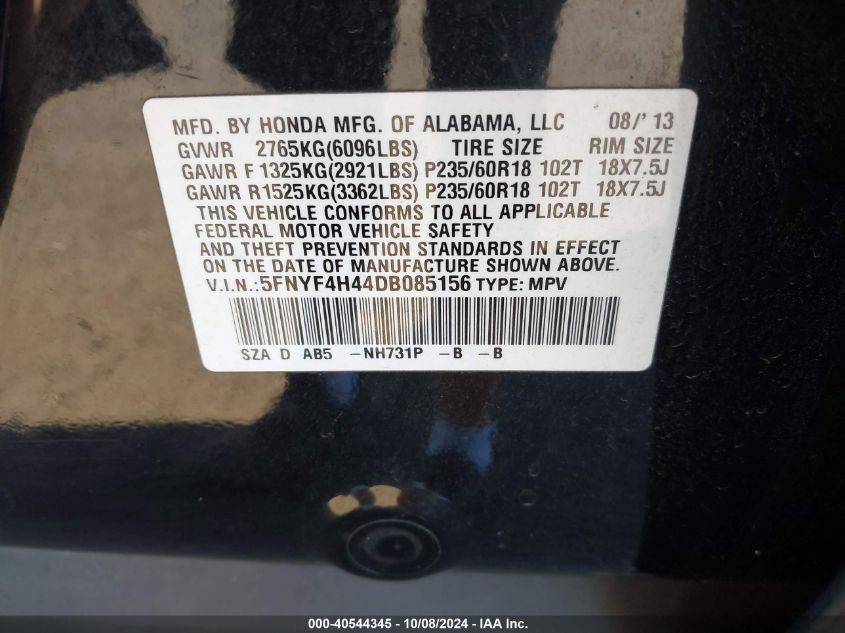 MFD. BY HONDA MFG. OF ALABAMA, LLC 08/'13
GVWR 2765KG(6096LBS) TIRE SIZE RIM SIZE
GAWR F 1325KG(2921LBS) P235/60R18 102T 18X7.5J
GAWR R1525KG(3362LBS) P235/60R18 102T 18X7.5J
THIS VEHICLE CONFORMS TO ALL APPLICABLE
FEDERAL MOTOR VEHICLE SAFETY
AND THEFT PREVENTION STANDARDS IN EFFECT
ON THE DATE OF MANUFACTURE SHOWN ABOVE.
V.I.N.:5FNYF4H44DB085156 TYPE: MPV
SZA D AB5 -NH731P -B -B
000-40544345 - 10/08/2024 - IAA Inc.